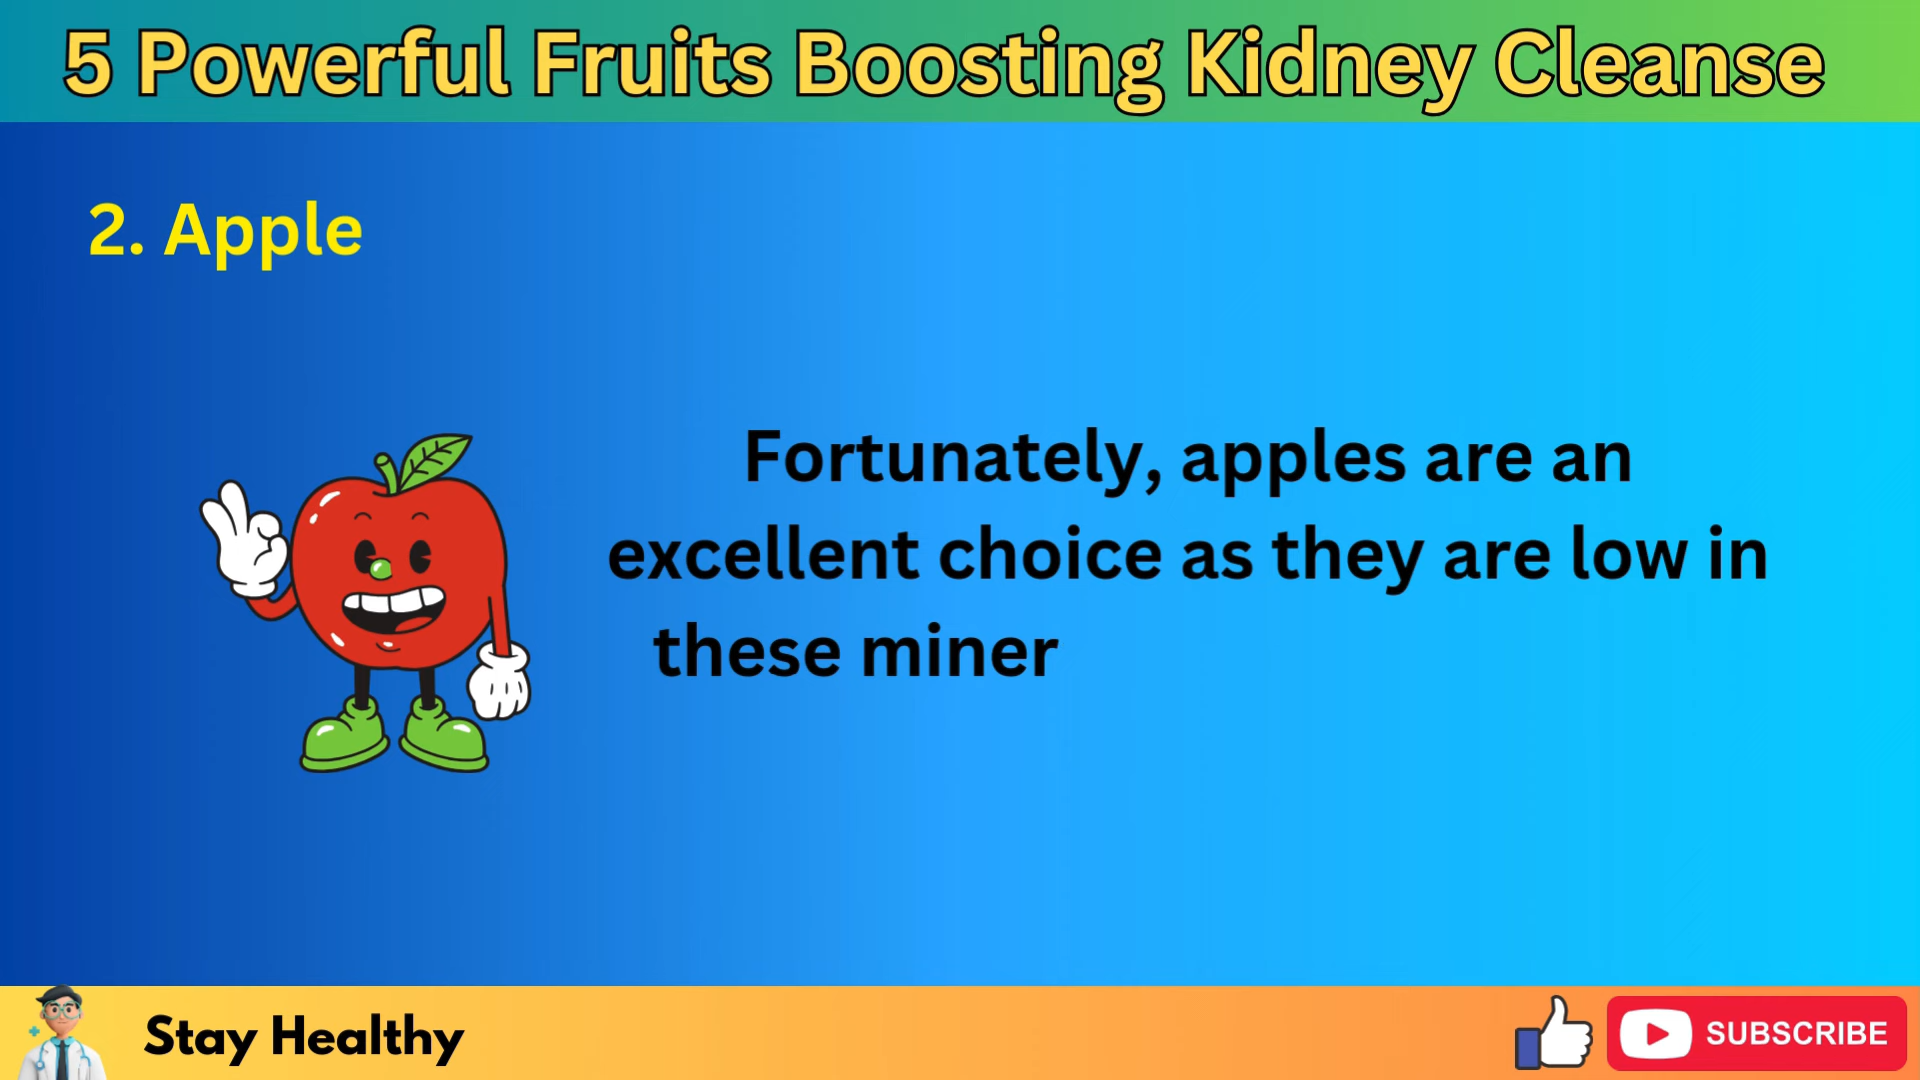 5 Powerful Fruits Boosting Kidney Cleanse
2. Apple
Fortunately, apples are an
excellent choice as they are low in
these miner
Stay Healthy
SUBSCRIBE